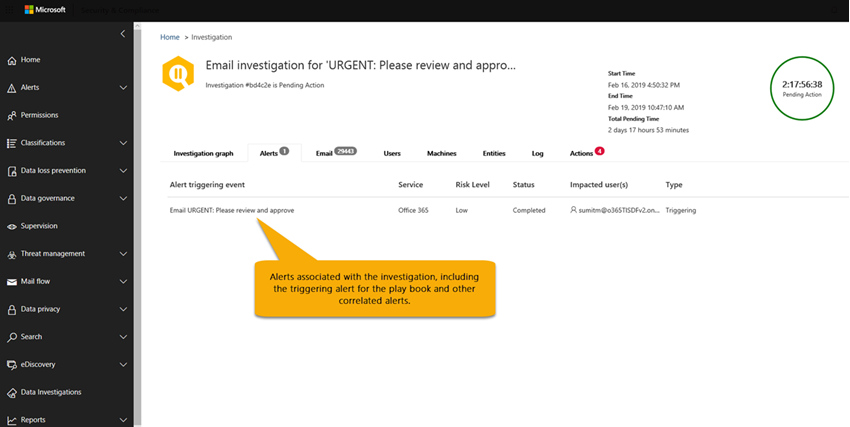 Microsoft
Home > Investigation
Email investigation for 'URGENT: Please review and appro...
Investigation #bd4c2e is Pending Action
Start Time
Feb 16, 2019 4:50:32 PM
End Time
Feb 19, 2019 10:47:10 AM
Total Pending Time
2 days 17 hours 53 minutes
2:17:56:38
Pending Action
Home
Alerts
Permissions
Classifications
Data loss prevention
Data governance
Supervision
Threat management
Mail flow
Data privacy
Search
eDiscovery
Data Investigations
Reports
Investigation graph Alerts 1 Email 29443 Users Machines Entities Log Actions 4
Alert triggering event Service Risk Level Status Impacted user(s) Type
Email URGENT: Please review and approve Office 365 Low Completed sumitm@o365TISDFv2.on... Triggering
Alerts associated with the investigation, including
the triggering alert for the play book and other
correlated alerts.